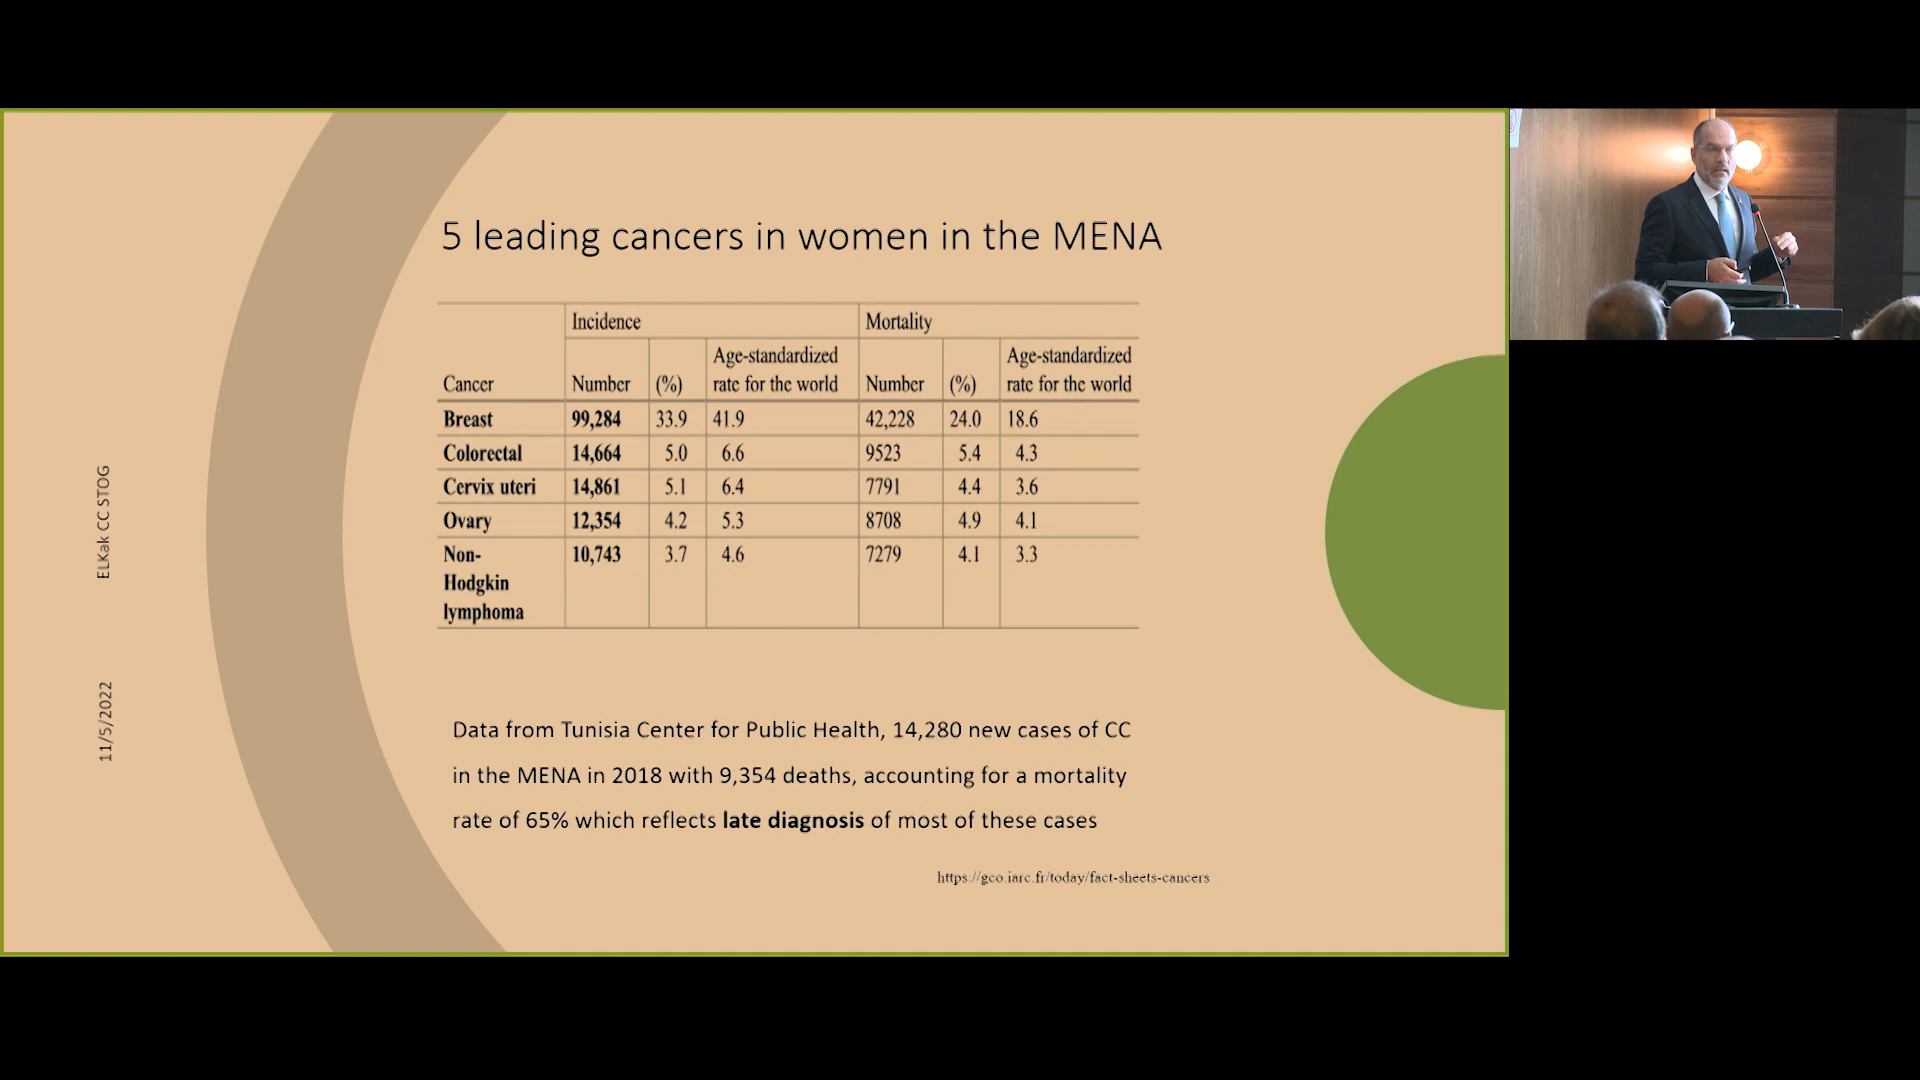 5 leading cancers in women in the MENA
Incidence Mortality
Cancer Number (%) Age-standardized rate for the world Number (%) Age-standardized rate for the world
Breast 99,284 33.9 41.9 42,228 24.0 18.6
Colorectal 14,664 5.0 6.6 9523 5.4 4.3
Cervix uteri 14,861 5.1 6.4 7791 4.4 3.6
Ovary 12,354 4.2 5.3 8708 4.9 4.1
Non-Hodgkin lymphoma 10,743 3.7 4.6 7279 4.1 3.3
Data from Tunisia Center for Public Health, 14,280 new cases of CC
in the MENA in 2018 with 9,354 deaths, accounting for a mortality
rate of 65% which reflects late diagnosis of most of these cases
https://gco.iarc.fr/today/fact-sheets-cancers
ELKak CC STOG
11/5/2022